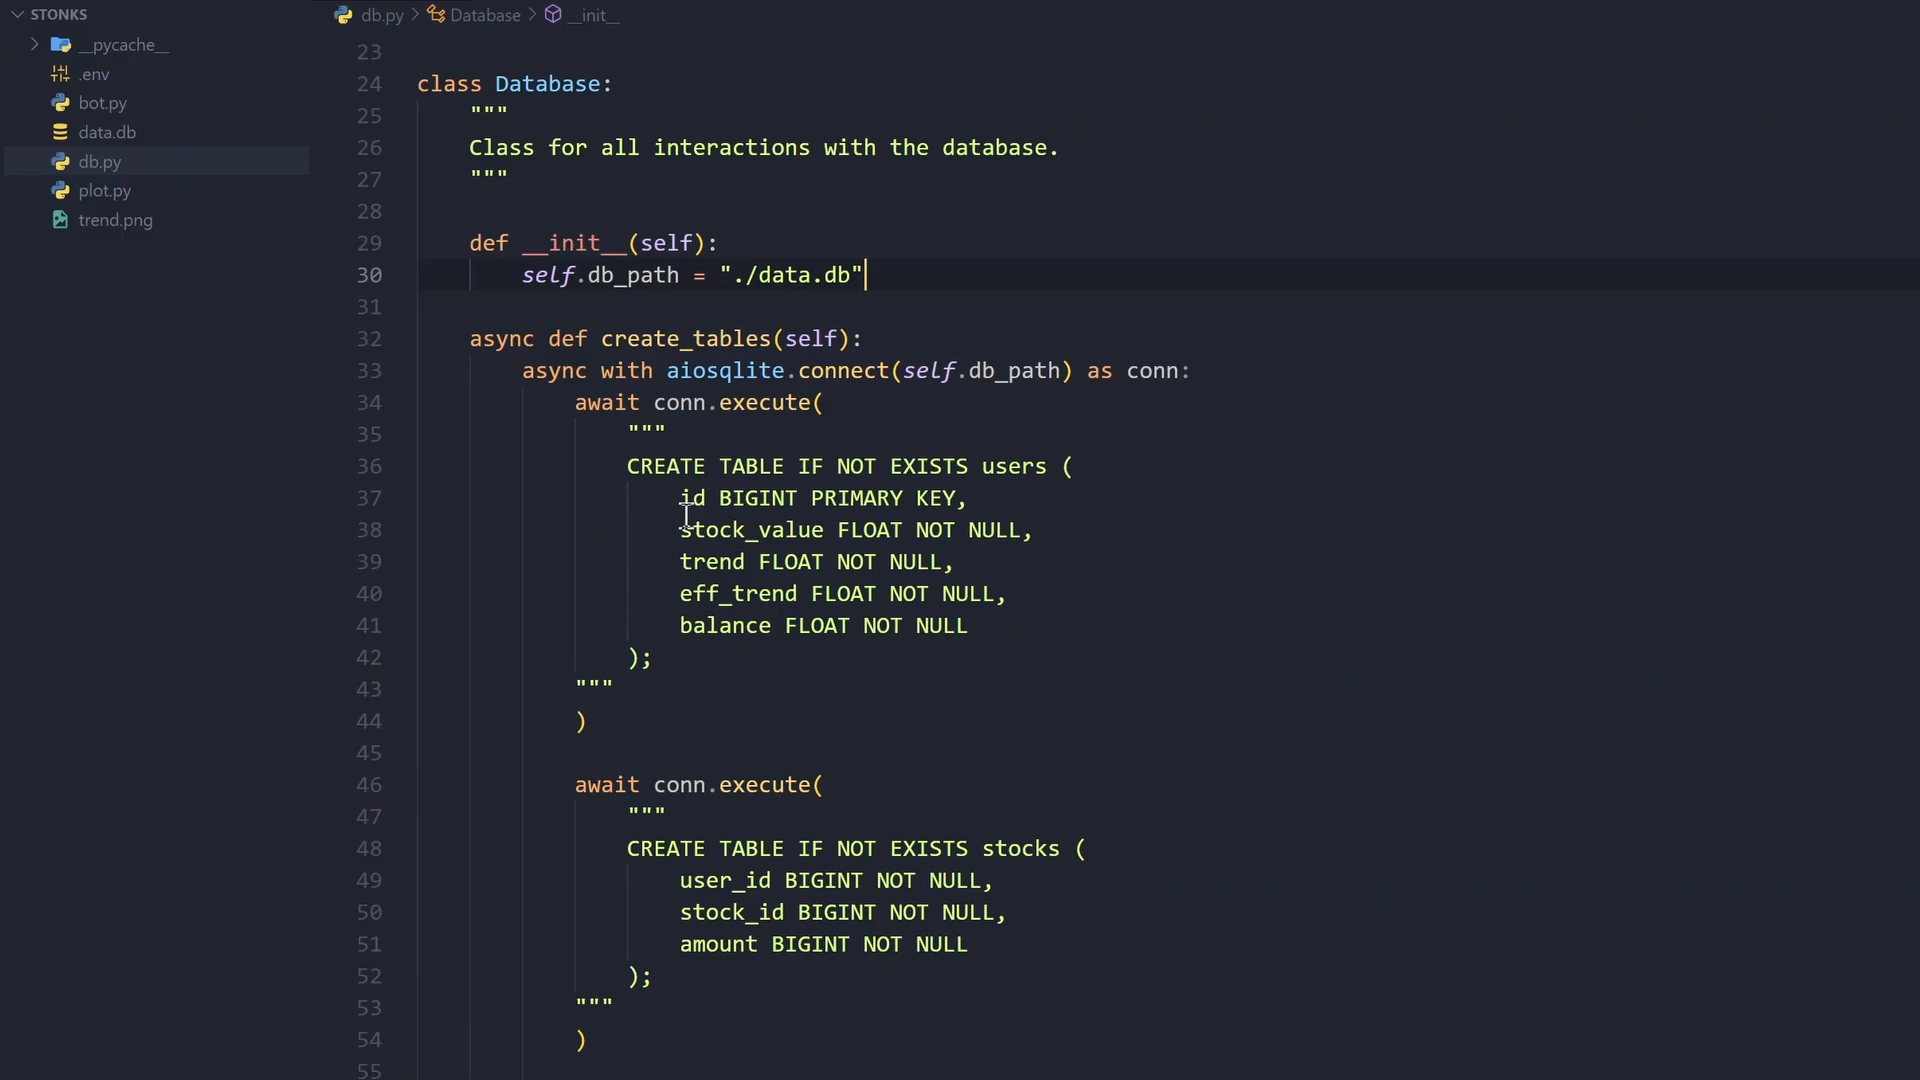 STONKS
__pycache__
.env
bot.py
data.db
db.py
plot.py
trend.png
db.py > Database > __init__
23
24 class Database:
25 """
26 Class for all interactions with the database.
27 """
28
29 def __init__(self):
30 self.db_path = "./data.db"
31
32 async def create_tables(self):
33 async with aiosqlite.connect(self.db_path) as conn:
34 await conn.execute(
35 """
36 CREATE TABLE IF NOT EXISTS users (
37 id BIGINT PRIMARY KEY,
38 stock_value FLOAT NOT NULL,
39 trend FLOAT NOT NULL,
40 eff_trend FLOAT NOT NULL,
41 balance FLOAT NOT NULL
42 );
43 """
44 )
45
46 await conn.execute(
47 """
48 CREATE TABLE IF NOT EXISTS stocks (
49 user_id BIGINT NOT NULL,
50 stock_id BIGINT NOT NULL,
51 amount BIGINT NOT NULL
52 );
53 """
54 )
55